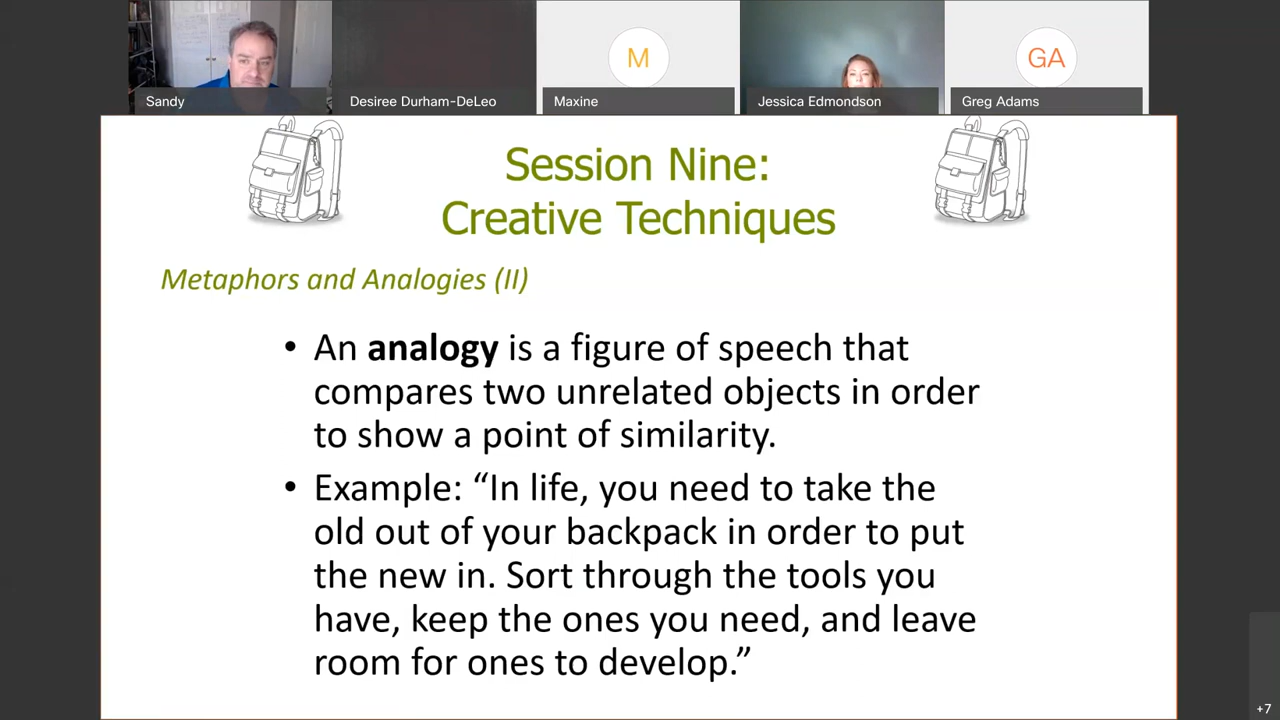 Sandy
Desiree Durham-DeLeo
M
Maxine
Jessica Edmondson
GA
Greg Adams
Session Nine:
Creative Techniques
Metaphors and Analogies (II)
• An analogy is a figure of speech that
compares two unrelated objects in order
to show a point of similarity.
• Example: “In life, you need to take the
old out of your backpack in order to put
the new in. Sort through the tools you
have, keep the ones you need, and leave
room for ones to develop.”
+7